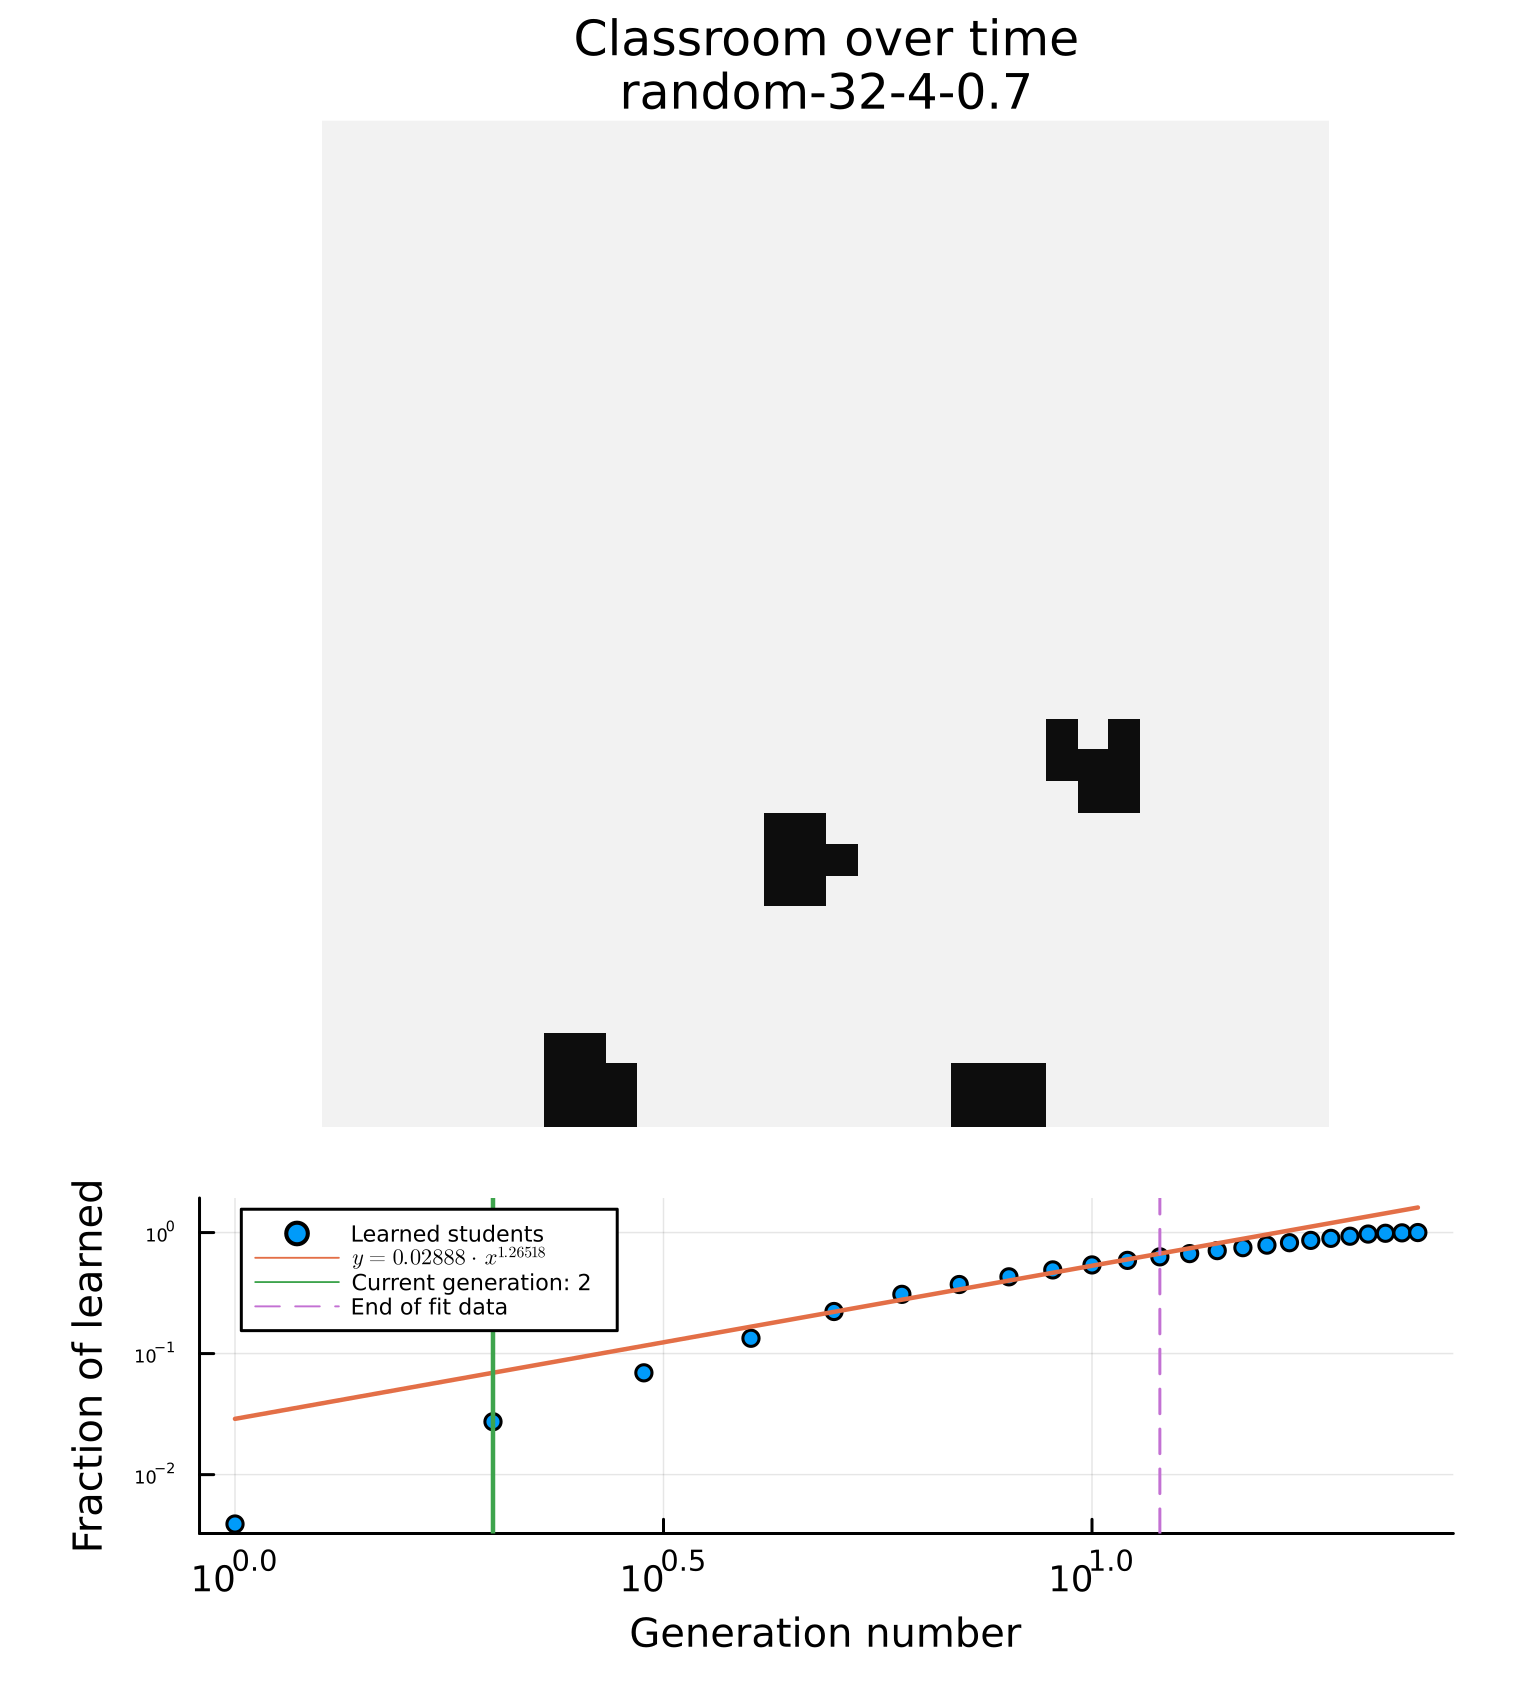 Classroom over time
random-32-4-0.7
Fraction of learned
10^0
10^-1
10^-2
Learned students
y = 0.02888 · x^1.26518
Current generation: 2
End of fit data
10^0.0 10^0.5 10^1.0
Generation number